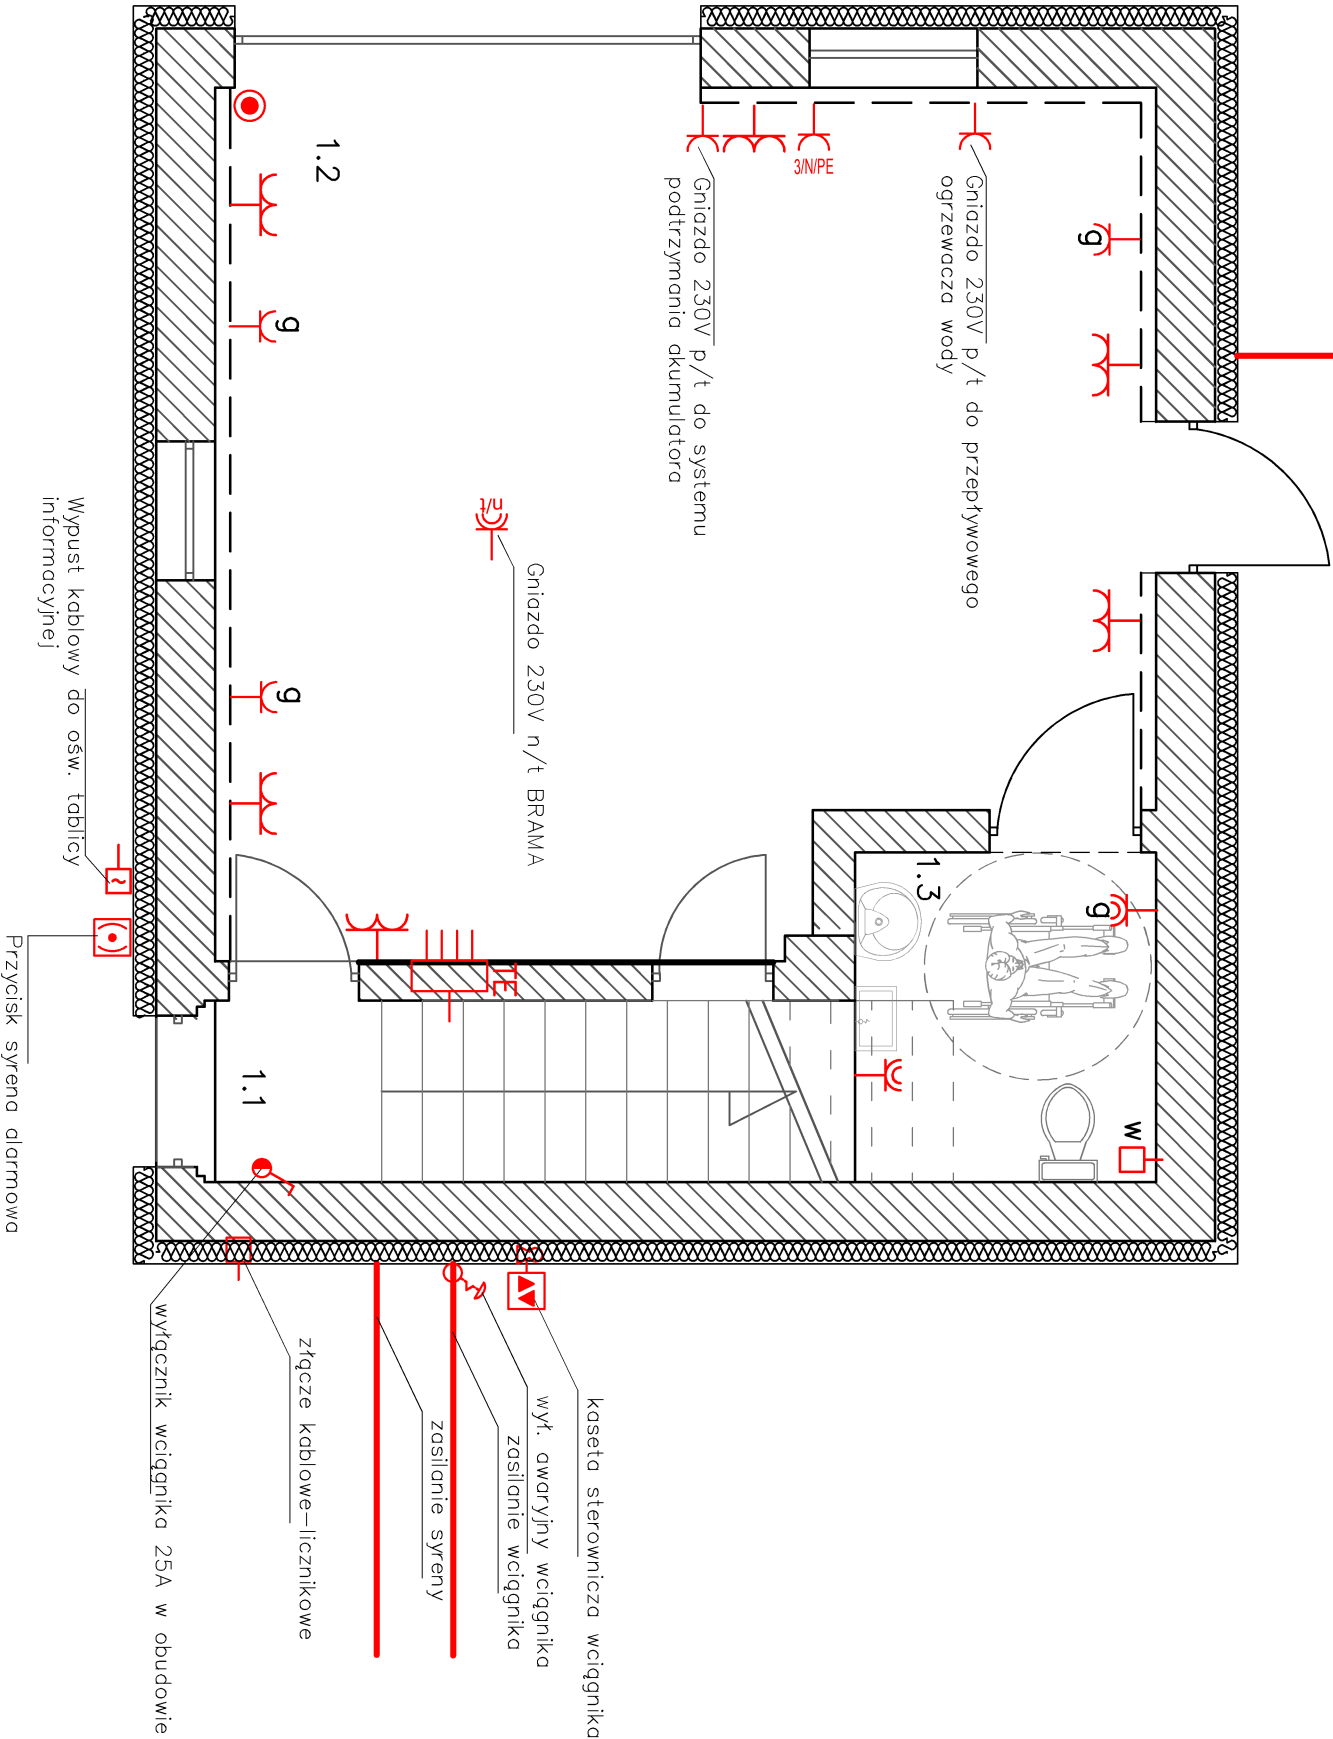 1.2
3/N/PE
Gniazdo 230V p/t do systemu
podtrzymania akumulatora
Gniazdo 230V p/t do przepływowego
ogrzewacza wody
g
g
n/t
Gniazdo 230V n/t BRAMA
g
Wypust kablowy do ośw. tablicy
informacyjnej
Przycisk syrena alarmowa
TE
1.3
g
w
1.1
wyłącznik wciągnika 25A w obudowie
złącze kablowe-licznikowe
zasilanie syreny
zasilanie wciągnika
wył. awaryjny wciągnika
kaseta sterownicza wciągnika